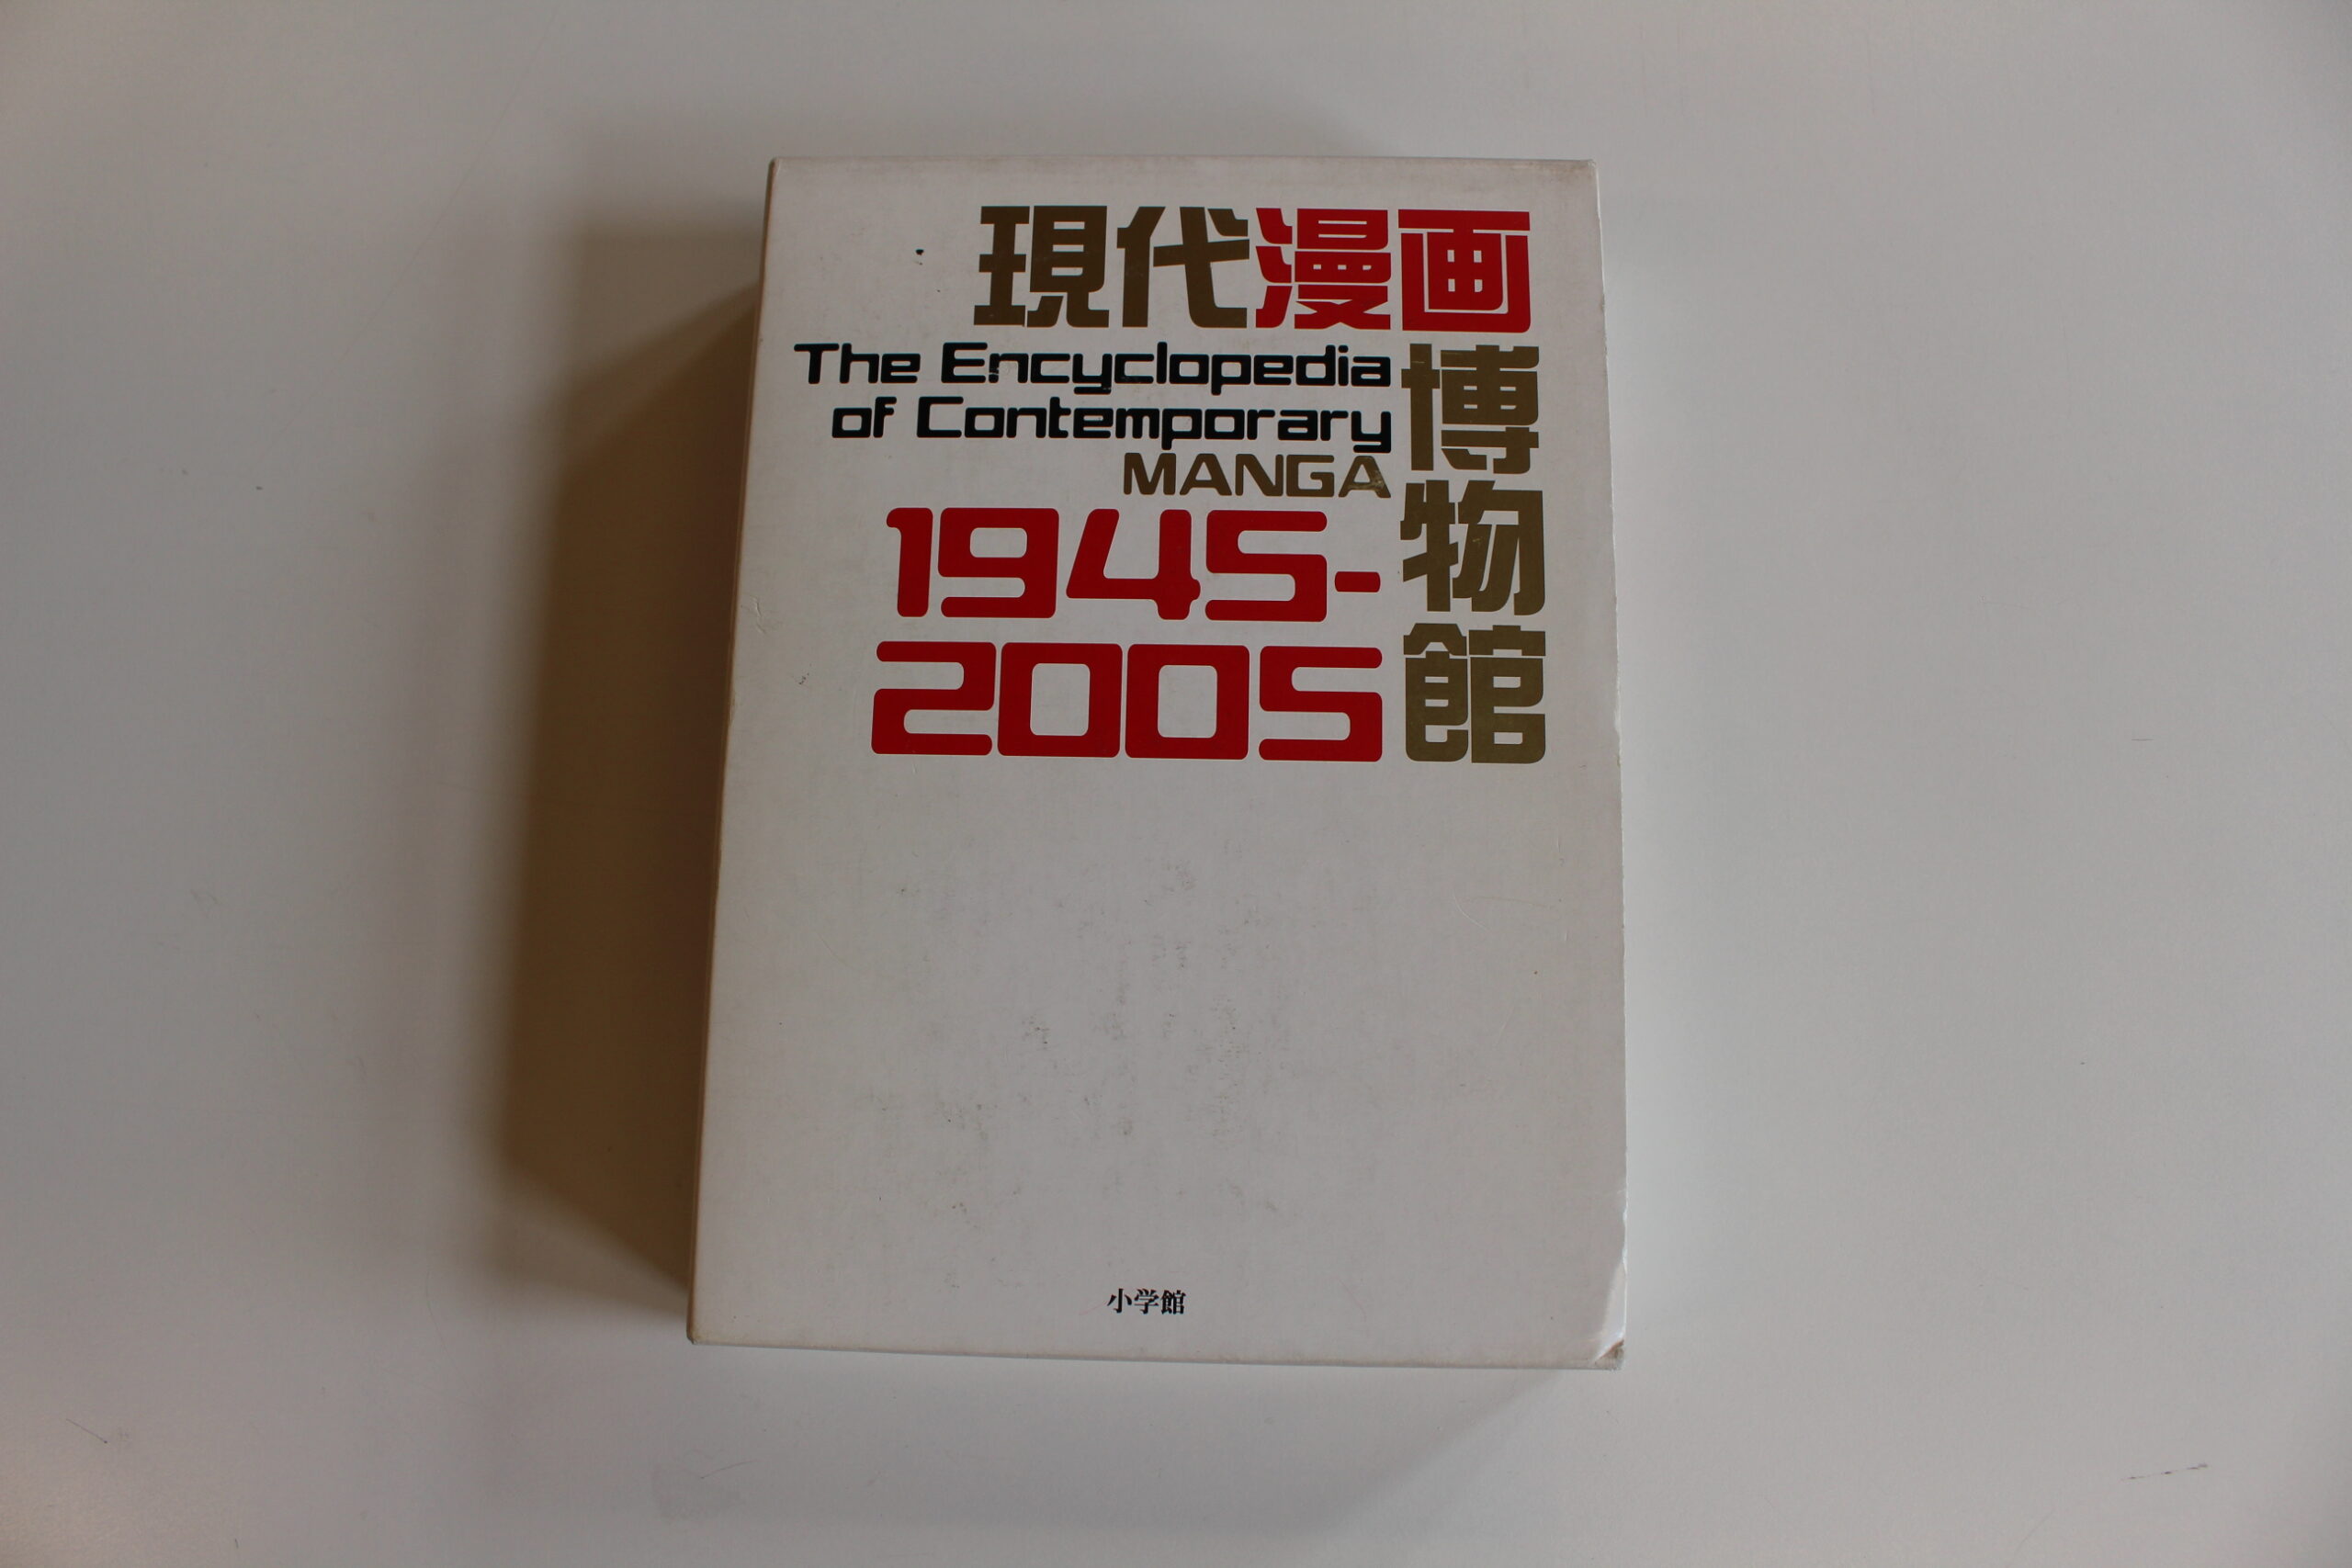 現代漫画
博物館
The Encyclopedia
of Contemporary
MANGA
1945-
2005
小学館